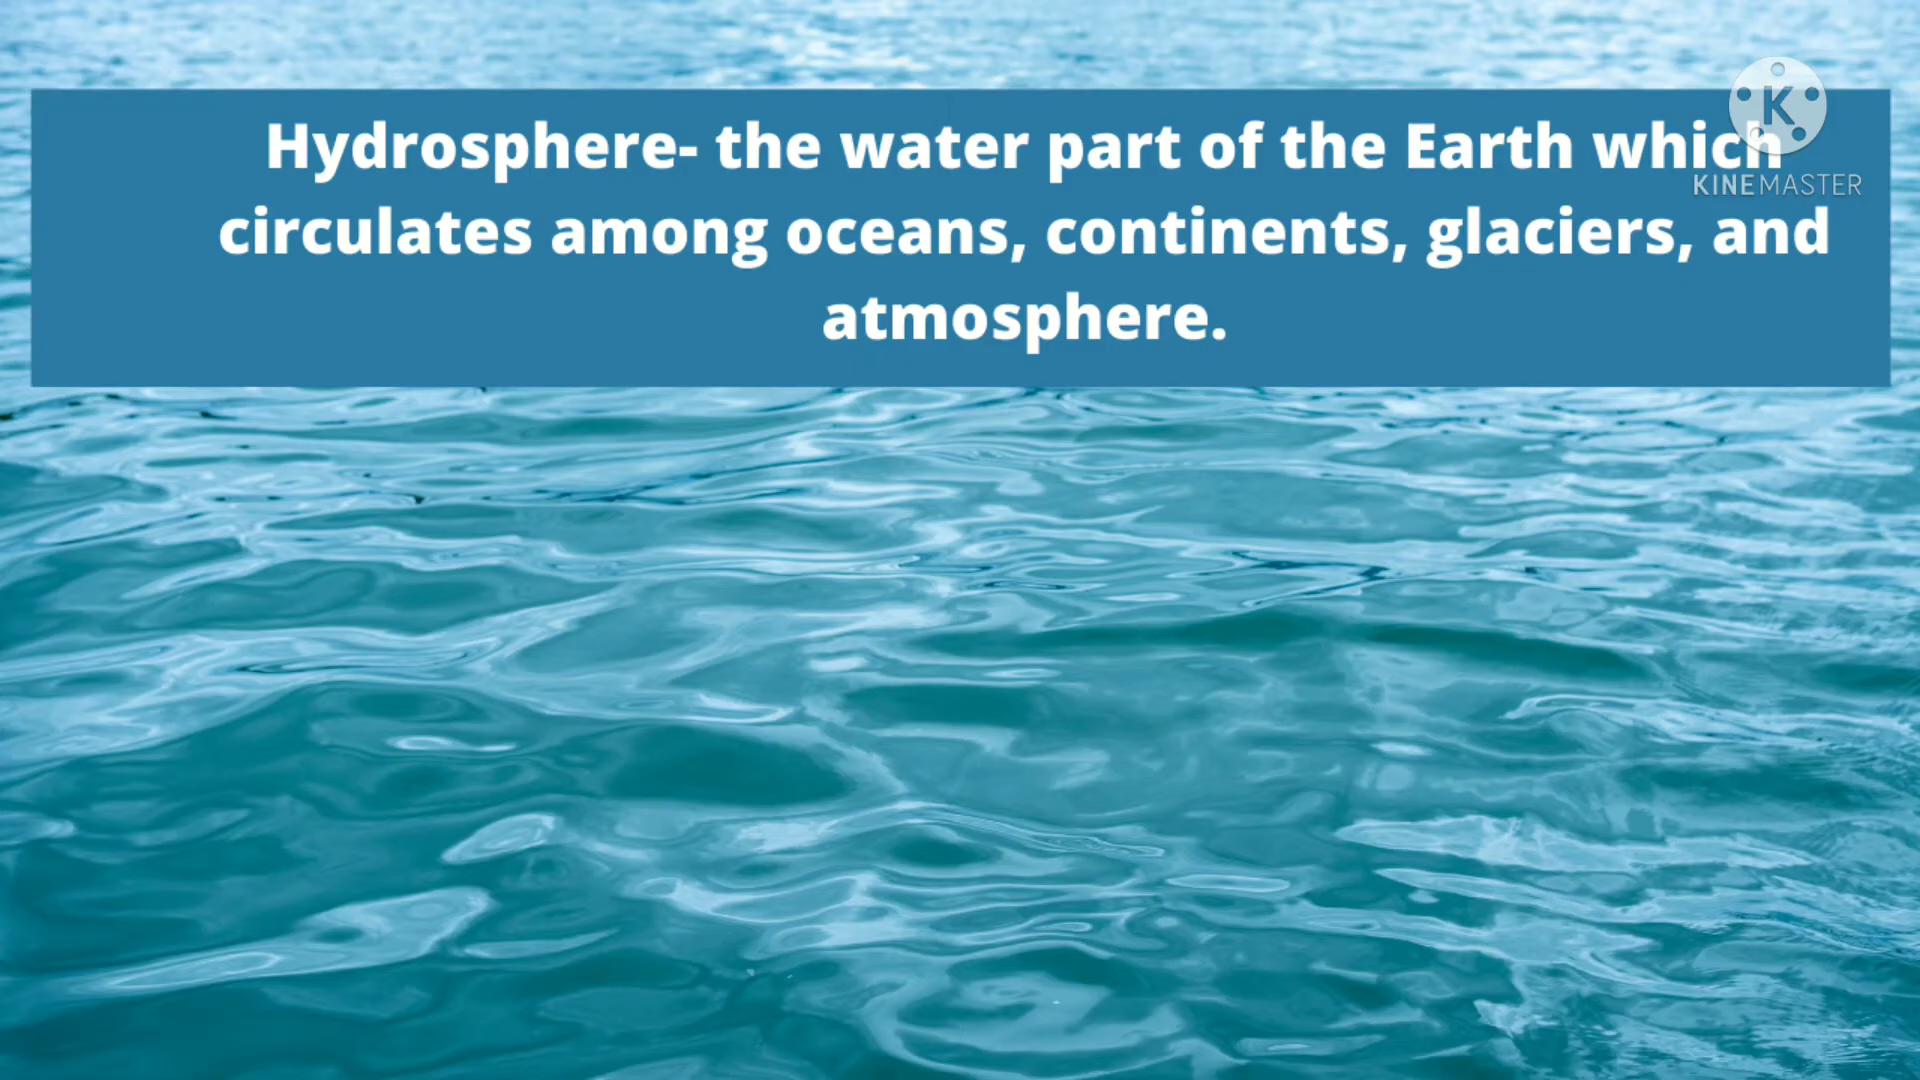 Hydrosphere- the water part of the Earth which
circulates among oceans, continents, glaciers, and
atmosphere.
K
KINEMASTER